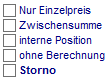 Nur Einzelpreis
Zwischensumme
interne Position
ohne Berechnung
Storno